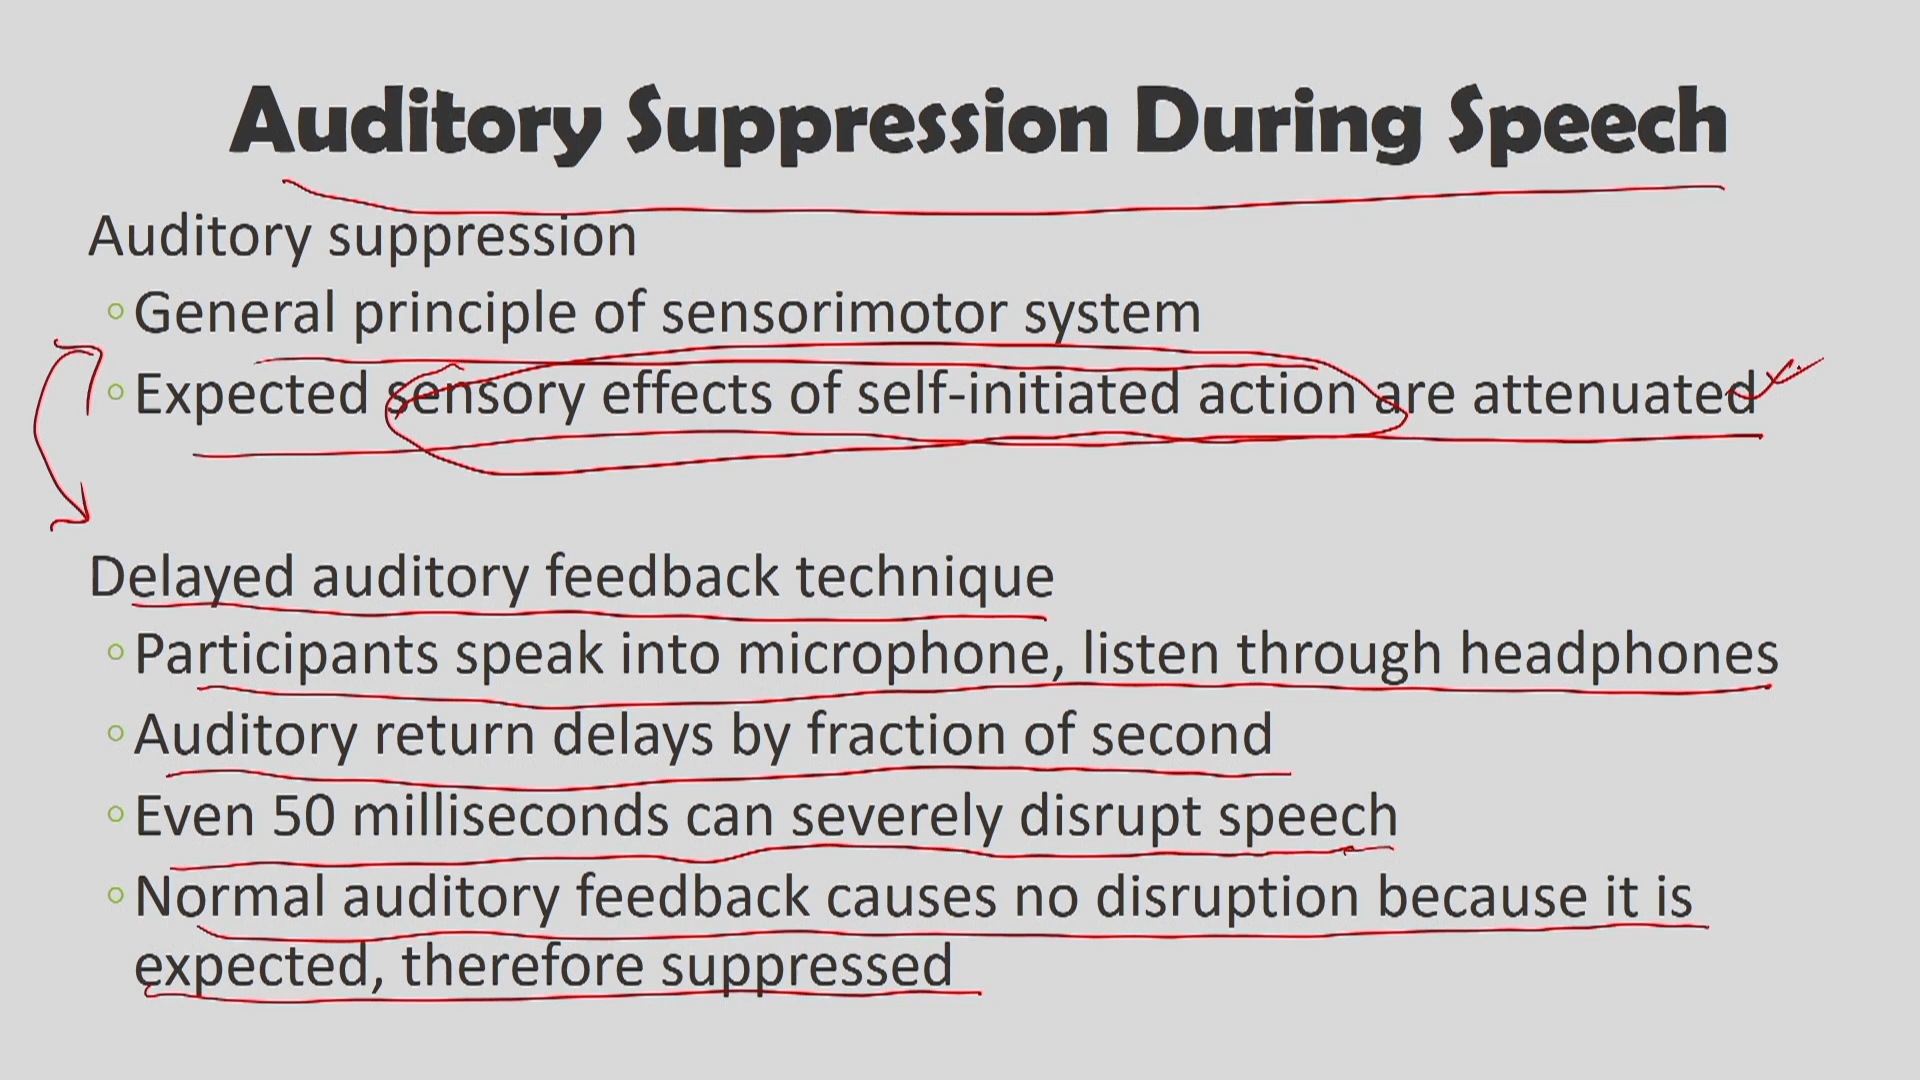 Auditory Suppression During Speech
Auditory suppression
◦ General principle of sensorimotor system
◦ Expected sensory effects of self-initiated action are attenuated
Delayed auditory feedback technique
◦ Participants speak into microphone, listen through headphones
◦ Auditory return delays by fraction of second
◦ Even 50 milliseconds can severely disrupt speech
◦ Normal auditory feedback causes no disruption because it is
expected, therefore suppressed